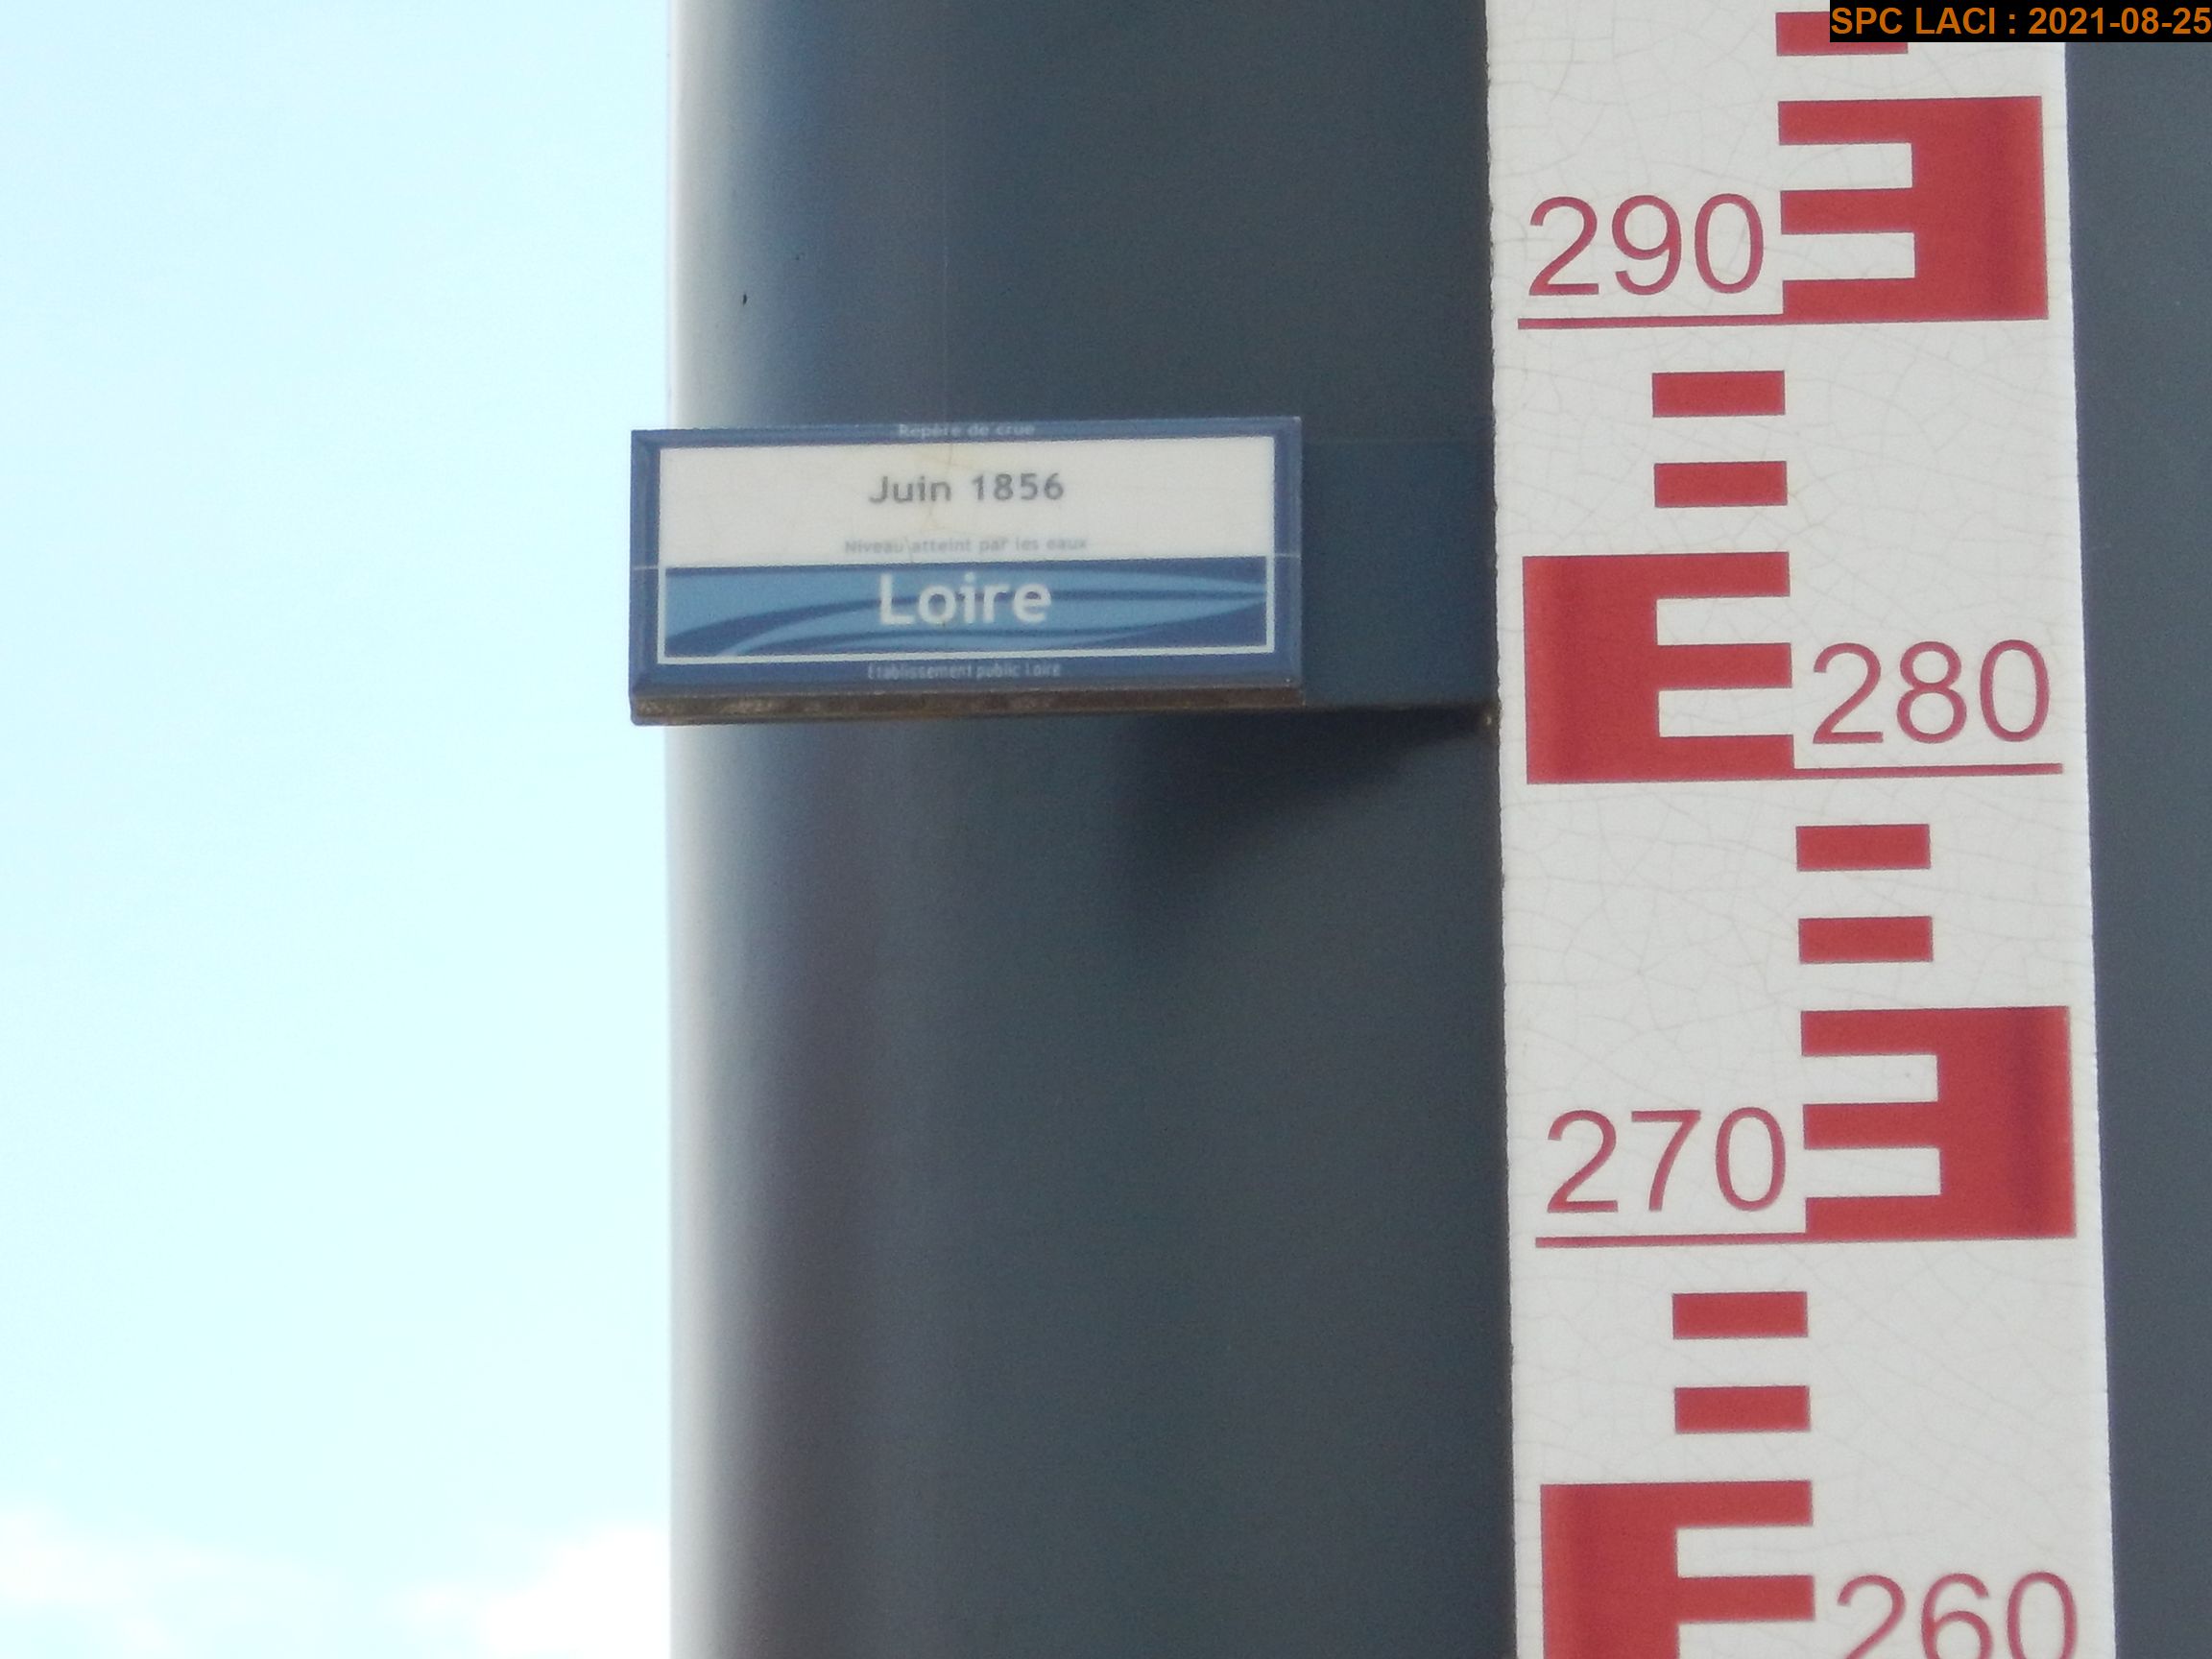 SPC LACI : 2021-08-25
290
Repère de crue
Juin 1856
Niveau atteint par les eaux
Loire
Etablissement public Loire
280
270
260